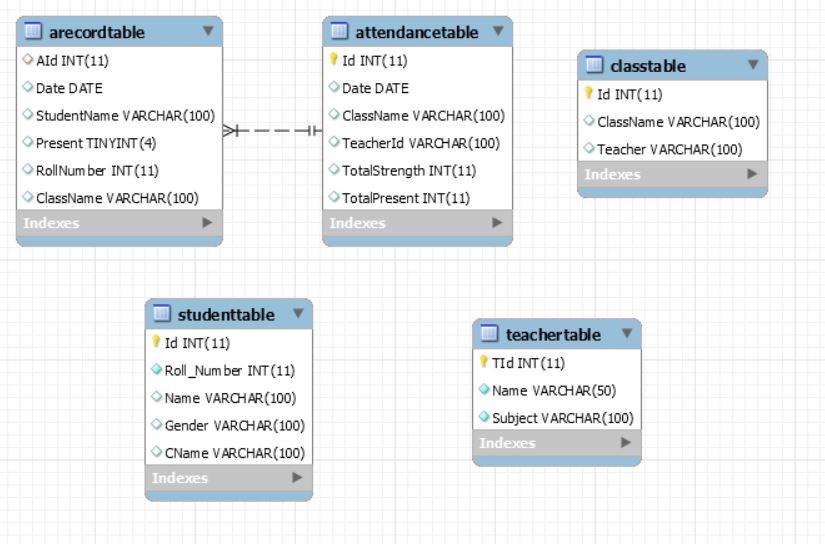 arecordtable
AId INT(11)
Date DATE
StudentName VARCHAR(100)
Present TINYINT(4)
RollNumber INT(11)
ClassName VARCHAR(100)
Indexes
attendancetable
Id INT(11)
Date DATE
ClassName VARCHAR(100)
TeacherId VARCHAR(100)
TotalStrength INT(11)
TotalPresent INT(11)
Indexes
classtable
Id INT(11)
ClassName VARCHAR(100)
Teacher VARCHAR(100)
Indexes
studenttable
Id INT(11)
Roll_Number INT(11)
Name VARCHAR(100)
Gender VARCHAR(100)
CName VARCHAR(100)
Indexes
teachertable
TId INT(11)
Name VARCHAR(50)
Subject VARCHAR(100)
Indexes